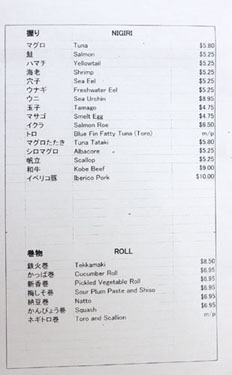 握り NIGIRI
マグロ Tuna $5.80
鮭 Salmon $5.25
ハマチ Yellowtail $5.25
海老 Shrimp $5.25
穴子 Sea Eel $5.25
ウナギ Freshwater Eel $5.25
ウニ Sea Urchin $8.95
玉子 Tamago $4.75
マサゴ Smelt Egg $4.75
イクラ Salmon Roe $6.50
トロ Blue Fin Fatty Tuna (Toro) m/p
マグロたたき Tuna Tataki $5.80
シロマグロ Albacore $5.25
帆立 Scallop $5.25
和牛 Kobe Beef $9.00
イベリコ豚 Iberico Pork $10.00
巻物 ROLL
鉄火巻 Tekkamaki $8.50
かっぱ巻 Cucumber Roll $6.95
新香巻 Pickled Vegetable Roll $6.95
梅しそ巻 Sour Plum Paste and Shiso $6.95
納豆巻 Natto $6.95
かんぴょう巻 Squash $6.95
ネギトロ巻 Toro and Scallion m/p